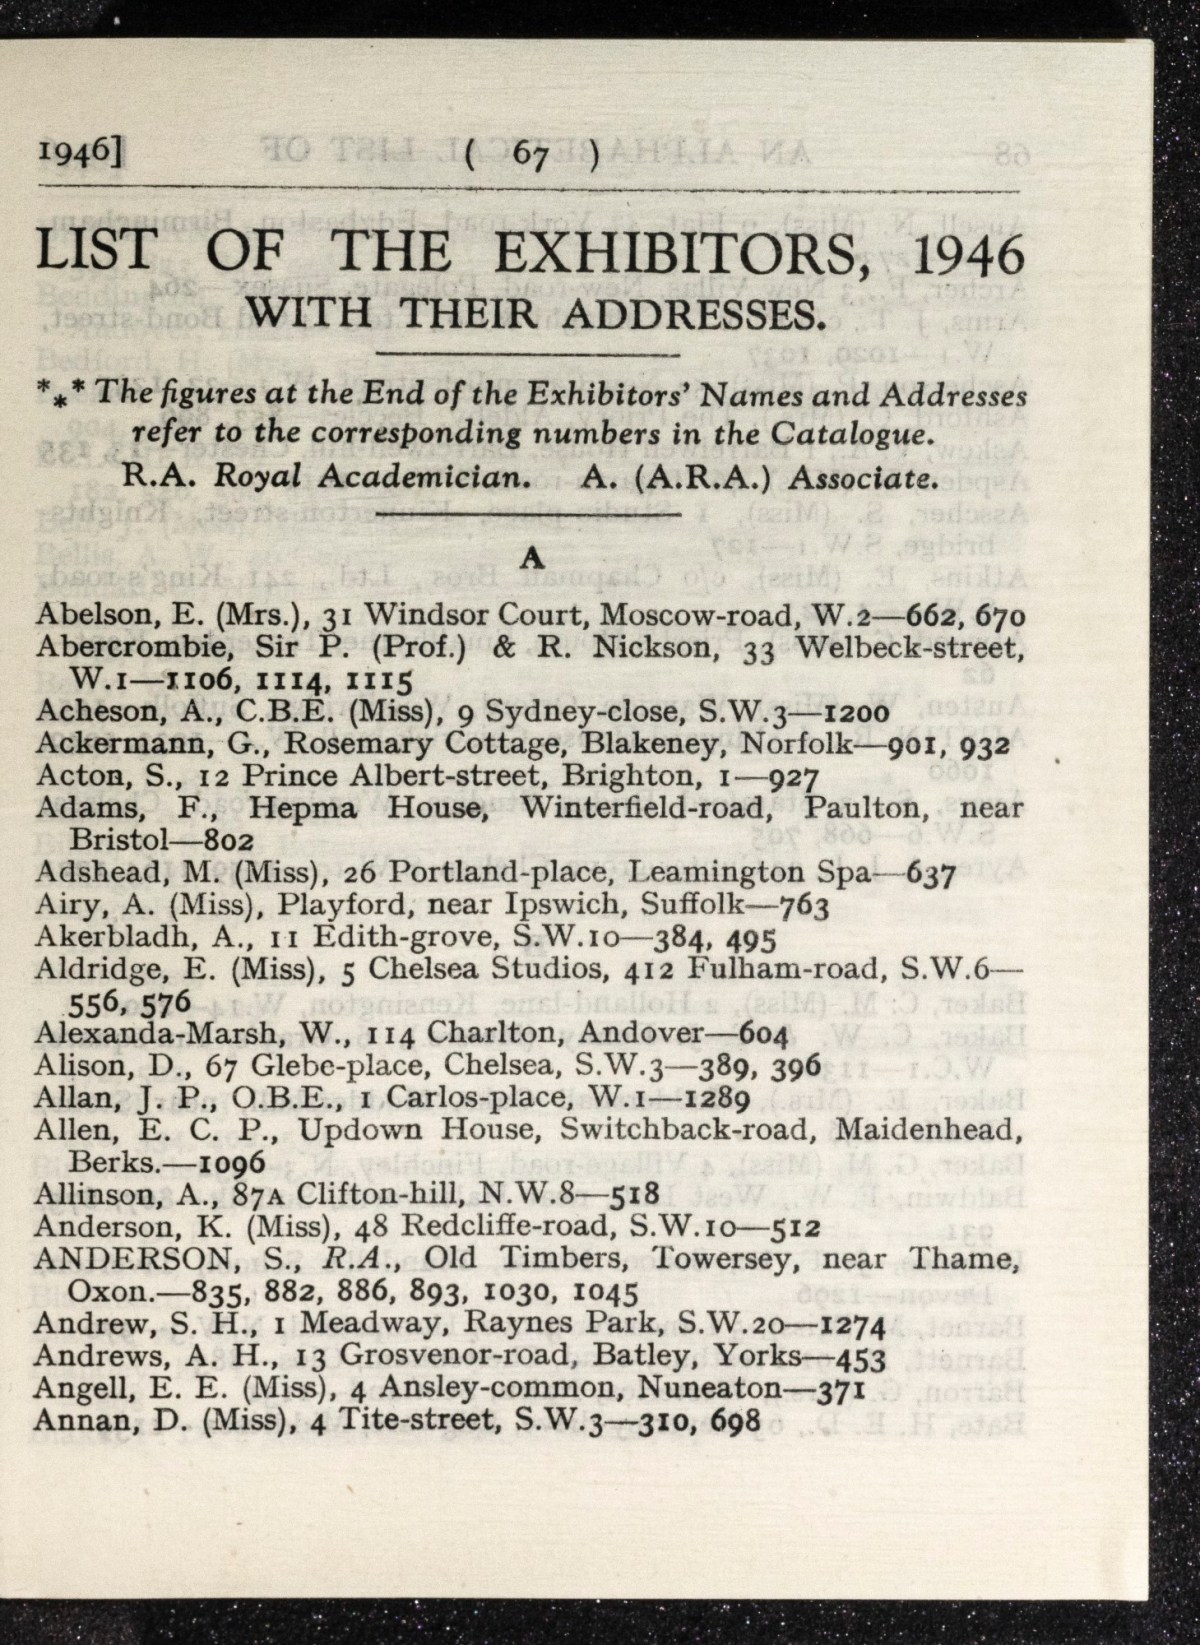 1946] ( 67 )
LIST OF THE EXHIBITORS, 1946
WITH THEIR ADDRESSES.
*** The figures at the End of the Exhibitors' Names and Addresses
refer to the corresponding numbers in the Catalogue.
R.A. Royal Academician. A. (A.R.A.) Associate.
A
Abelson, E. (Mrs.), 31 Windsor Court, Moscow-road, W.2—662, 670
Abercrombie, Sir P. (Prof.) & R. Nickson, 33 Welbeck-street,
W.1—1106, 1114, 1115
Acheson, A., C.B.E. (Miss), 9 Sydney-close, S.W.3—1200
Ackermann, G., Rosemary Cottage, Blakeney, Norfolk—901, 932
Acton, S., 12 Prince Albert-street, Brighton, 1—927
Adams, F., Hepma House, Winterfield-road, Paulton, near
Bristol—802
Adshead, M. (Miss), 26 Portland-place, Leamington Spa—637
Airy, A. (Miss), Playford, near Ipswich, Suffolk—763
Akerbladh, A., 11 Edith-grove, S.W.10—384, 495
Aldridge, E. (Miss), 5 Chelsea Studios, 412 Fulham-road, S.W.6—
556, 576
Alexanda-Marsh, W., 114 Charlton, Andover—604
Alison, D., 67 Glebe-place, Chelsea, S.W.3—389, 396
Allan, J. P., O.B.E., 1 Carlos-place, W.1—1289
Allen, E. C. P., Updown House, Switchback-road, Maidenhead,
Berks.—1096
Allinson, A., 87A Clifton-hill, N.W.8—518
Anderson, K. (Miss), 48 Redcliffe-road, S.W.10—512
ANDERSON, S., R.A., Old Timbers, Towersey, near Thame,
Oxon.—835, 882, 886, 893, 1030, 1045
Andrew, S. H., 1 Meadway, Raynes Park, S.W.20—1274
Andrews, A. H., 13 Grosvenor-road, Batley, Yorks—453
Angell, E. E. (Miss), 4 Ansley-common, Nuneaton—371
Annan, D. (Miss), 4 Tite-street, S.W.3—310, 698